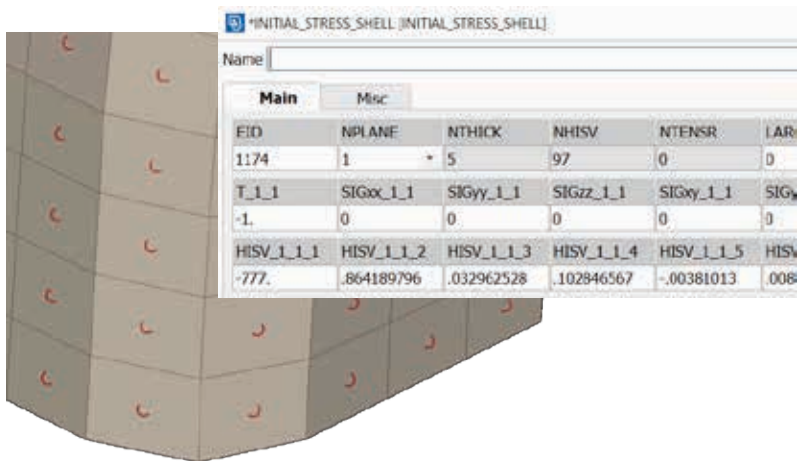 *INITIAL_STRESS_SHELL [INITIAL_STRESS_SHELL]
Name
Main Misc
EID NPLANE NTHICK NHISV NTENSR
1174 1 5 97 0 0
T_1_1 SIGxx_1_1 SIGyy_1_1 SIGzz_1_1 SIGxy_1_1
-1. 0 0 0 0 0
HISV_1_1_1 HISV_1_1_2 HISV_1_1_3 HISV_1_1_4 HISV_1_1_5 HISV
-777. .864189796 .032962528 .102846567 -.00381013